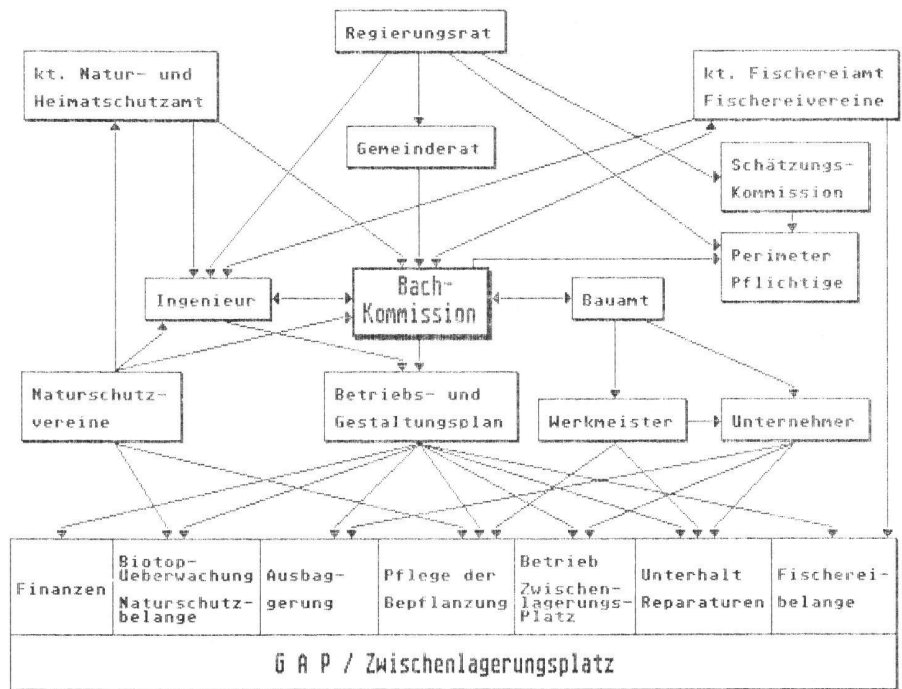 Regierungsrat
kt. Natur- und
Heimatschutzamt
kt. Fischereiamt
Fischereivereine
Gemeinderat
Schätzungs-
Kommission
Perimeter
Pflichtige
Ingenieur
Bach-
Kommission
Bauamt
Naturschutz-
vereine
Betriebs- und
Gestaltungsplan
Werkmeister
Unternehmer
Finanzen
Biotop-
Ueberwachung
Naturschutz-
belange
Ausbag-
gerung
Pflege der
Bepflanzung
Betrieb
Zwischen-
lagerungs-
Platz
Unterhalt
Reparaturen
Fischerei-
belange
G A P / Zwischenlagerungsplatz